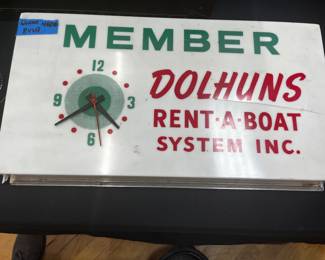 MEMBER
12
9 3
6
DOLHUNS
RENT·A·BOAT
SYSTEM INC.